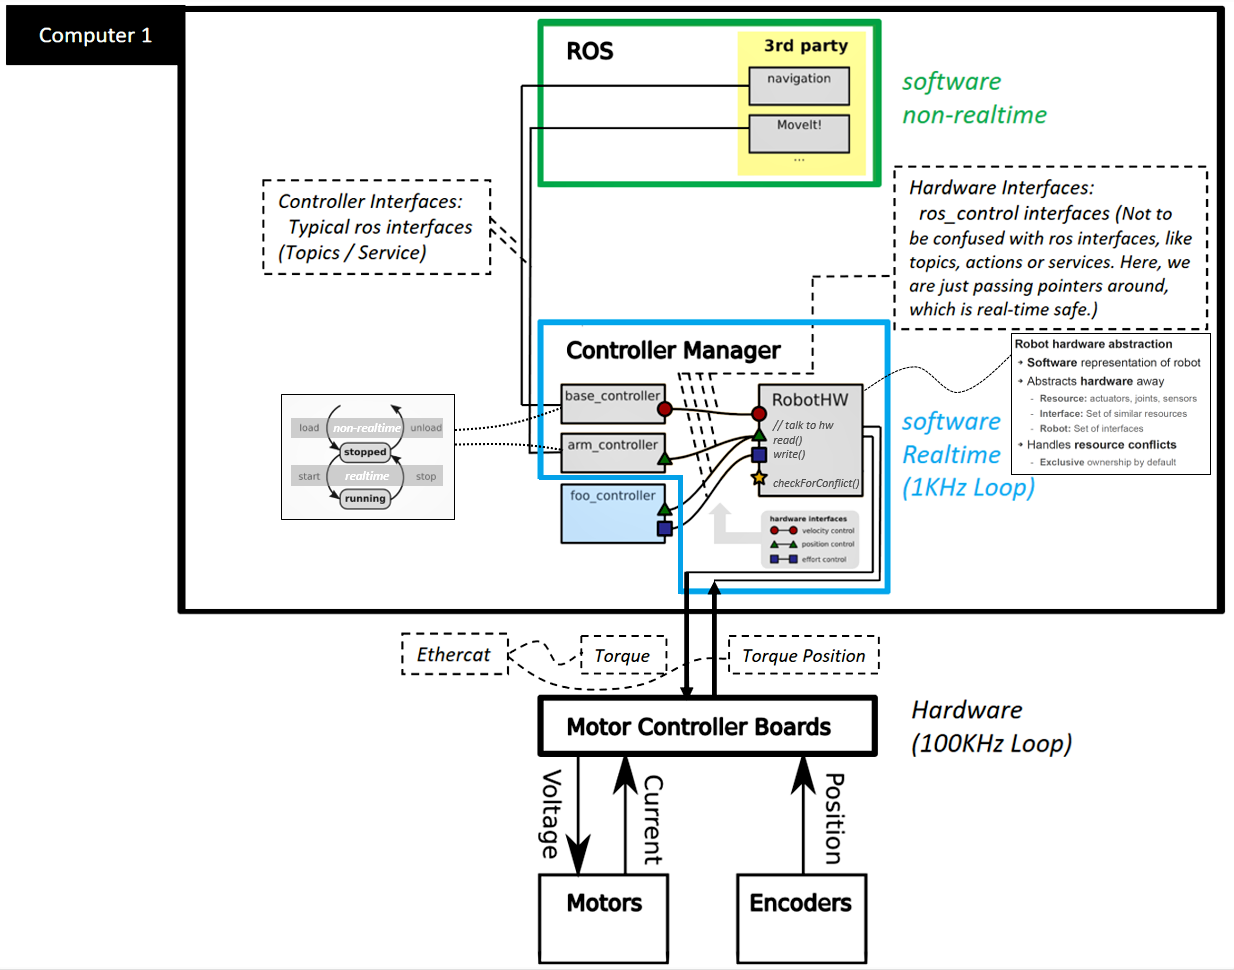 Computer 1
ROS
3rd party
navigation
MoveIt!
...
software
non-realtime
Controller Interfaces:
Typical ros interfaces
(Topics / Service)
Hardware Interfaces:
ros_control interfaces (Not to
be confused with ros interfaces, like
topics, actions or services. Here, we
are just passing pointers around,
which is real-time safe.)
Controller Manager
base_controller
arm_controller
foo_controller
RobotHW
// talk to hw
read()
write()
checkForConflict()
hardware interfaces
velocity control
position control
effort control
Robot hardware abstraction
➔ Software representation of robot
➔ Abstracts hardware away
- Resource: actuators, joints, sensors
- Interface: Set of similar resources
- Robot: Set of interfaces
➔ Handles resource conflicts
- Exclusive ownership by default
software
Realtime
(1KHz Loop)
load non-realtime unload
stopped
start realtime stop
running
Ethercat
Torque
Torque Position
Motor Controller Boards
Hardware
(100KHz Loop)
Voltage
Current
Position
Motors
Encoders